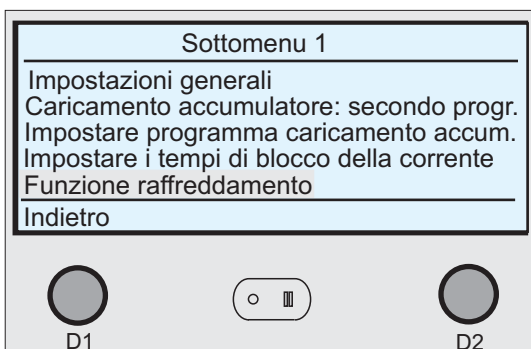 Sottomenu 1
Impostazioni generali
Caricamento accumulatore: secondo progr.
Impostare programma caricamento accum.
Impostare i tempi di blocco della corrente
Funzione raffreddamento
Indietro
D1
D2